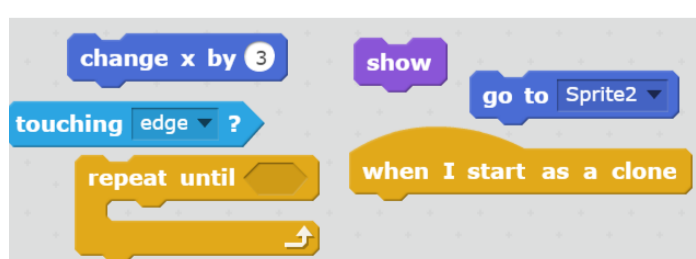 change x by 3
show
go to Sprite2
touching edge ?
repeat until
when I start as a clone